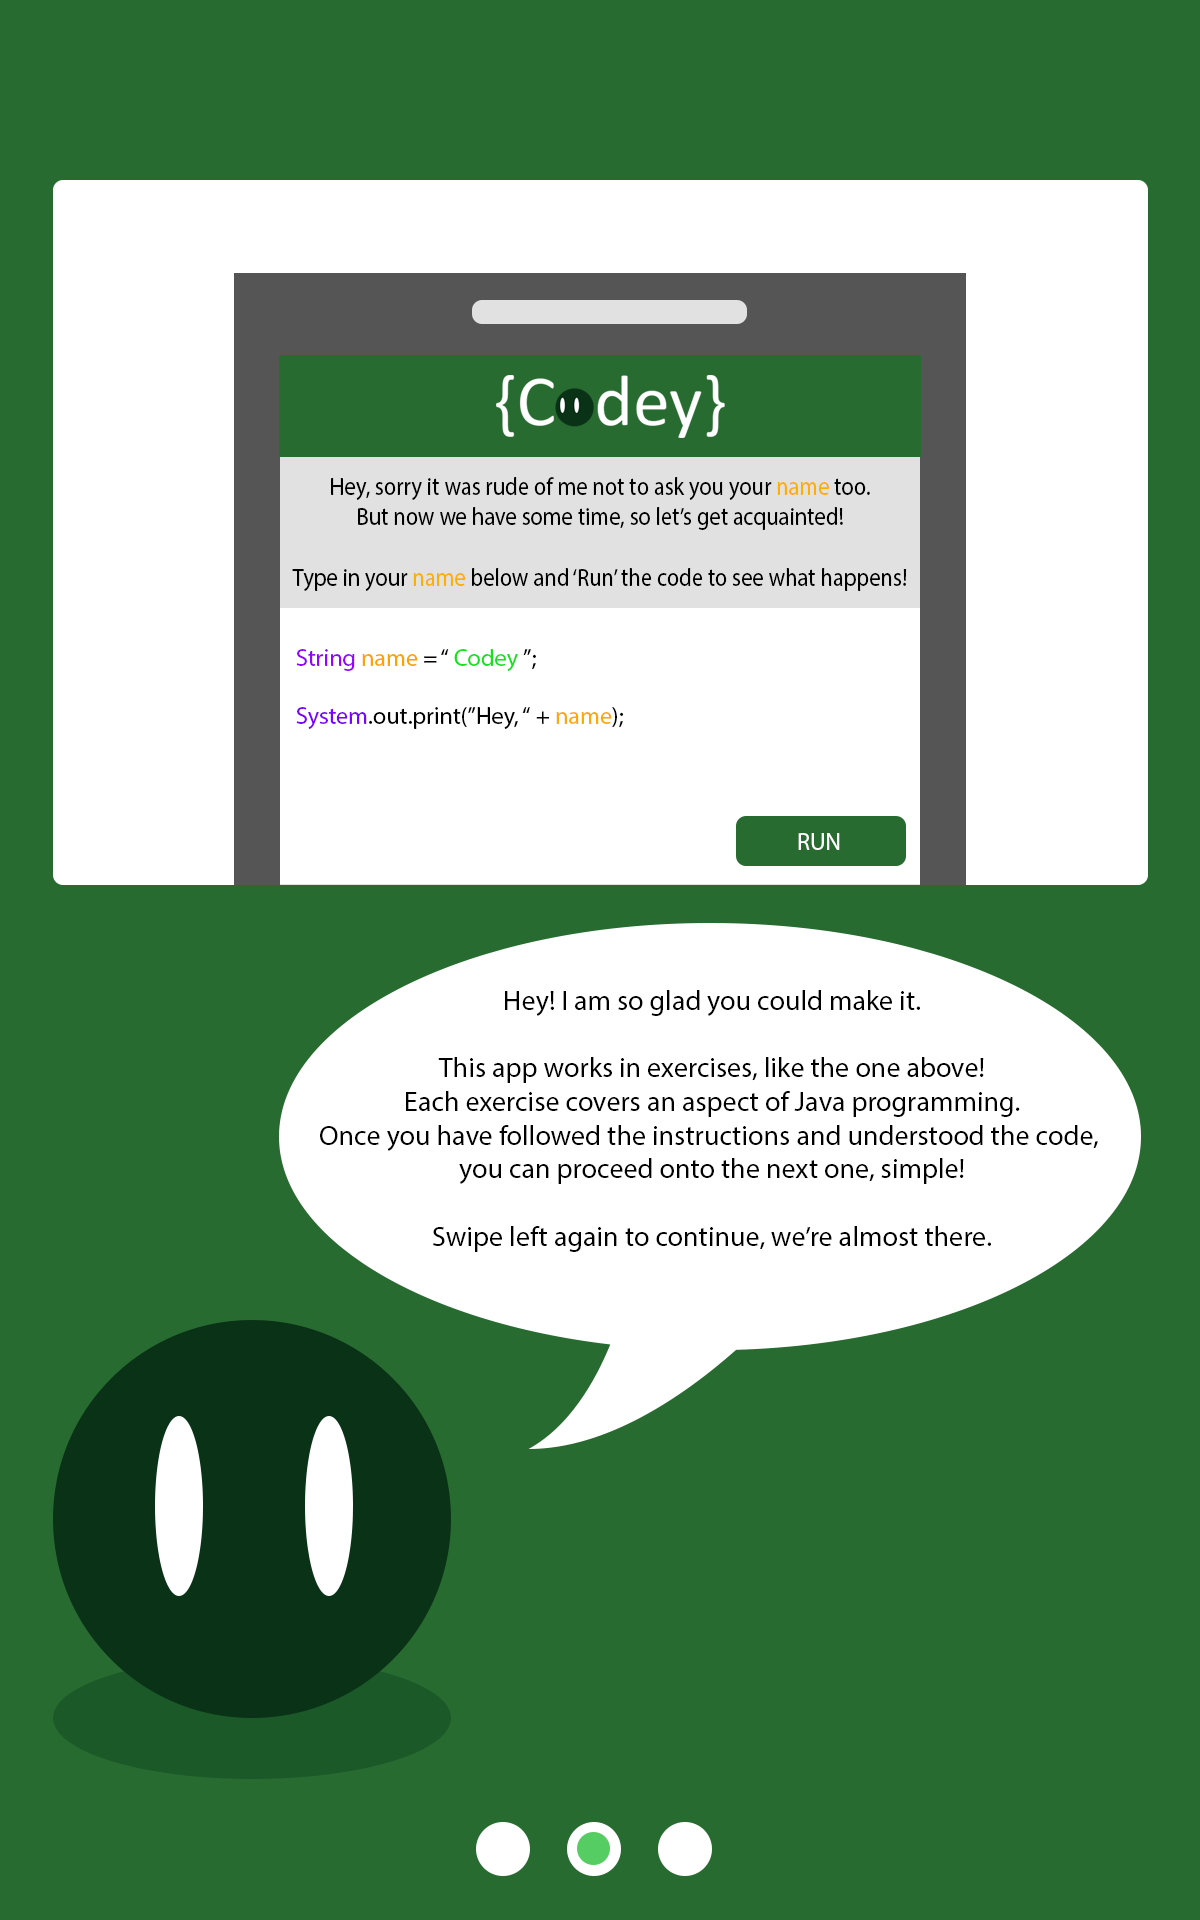 {Codey}
Hey, sorry it was rude of me not to ask you your name too.
But now we have some time, so let’s get acquainted!
Type in your name below and ‘Run’ the code to see what happens!
String name = “ Codey ”;
System.out.print(”Hey, “ + name);
RUN
Hey! I am so glad you could make it.
This app works in exercises, like the one above!
Each exercise covers an aspect of Java programming.
Once you have followed the instructions and understood the code,
you can proceed onto the next one, simple!
Swipe left again to continue, we’re almost there.